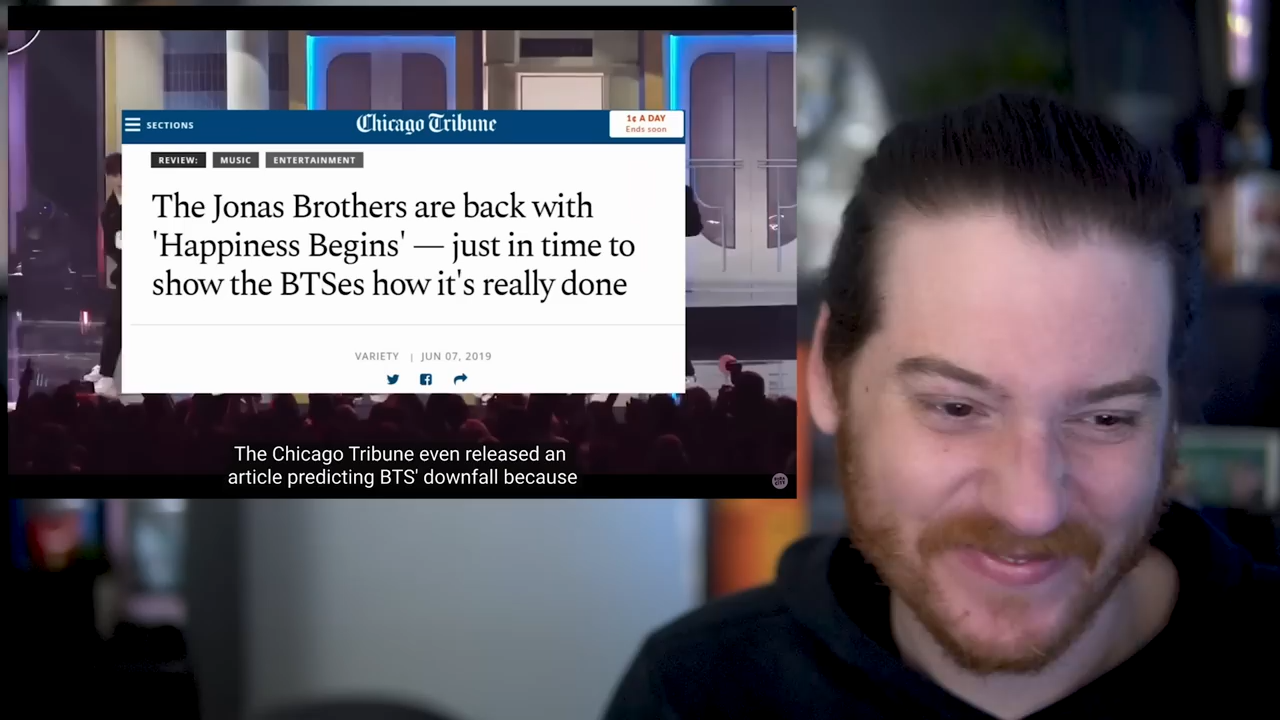 SECTIONS
Chicago Tribune
1¢ A DAY
Ends soon
REVIEW: MUSIC ENTERTAINMENT
The Jonas Brothers are back with
'Happiness Begins' — just in time to
show the BTSes how it's really done
VARIETY | JUN 07, 2019
The Chicago Tribune even released an
article predicting BTS' downfall because